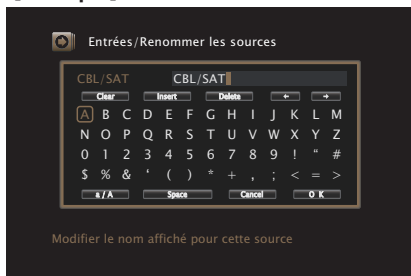 Entrées/Renommer les sources
CBL/SAT CBL/SAT
Clear Insert Delete ← →
A B C D E F G H I J K L M
N O P Q R S T U V W X Y Z
0 1 2 3 4 5 6 7 8 9 ! “ #
$ % & ‘ ( ) * + , ; < = >
a / A Space Cancel O K
Modifier le nom affiché pour cette source